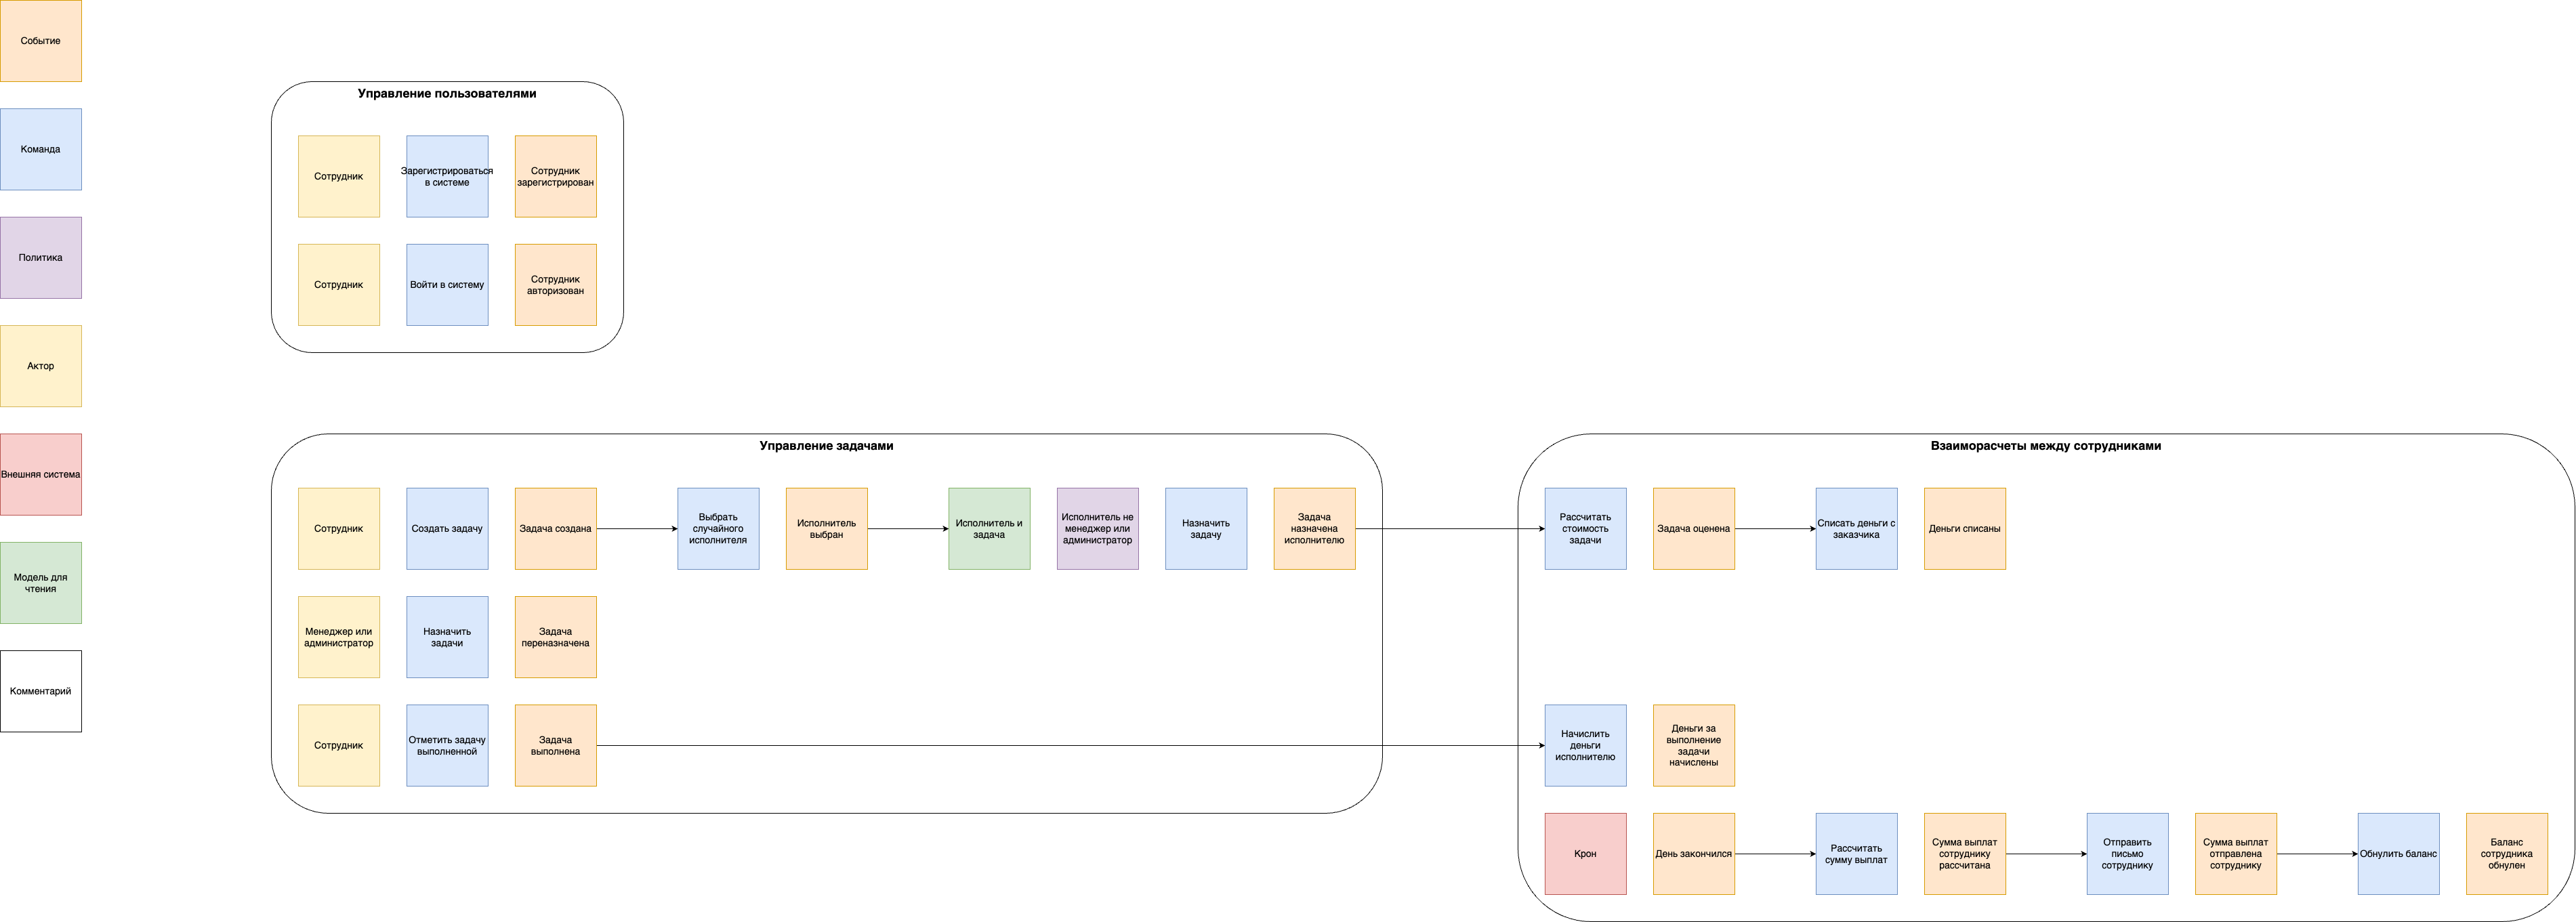 Событие
Команда
Политика
Актор
Внешняя система
Модель для
чтения
Комментарий
Управление пользователями
Сотрудник
Зарегистрироваться
в системе
Сотрудник
зарегистрирован
Сотрудник
Войти в систему
Сотрудник
авторизован
Управление задачами
Сотрудник
Создать задачу
Задача создана
Выбрать
случайного
исполнителя
Исполнитель
выбран
Исполнитель и
задача
Исполнитель не
менеджер или
администратор
Назначить
задачу
Задача
назначена
исполнителю
Менеджер или
администратор
Назначить
задачи
Задача
переназначена
Сотрудник
Отметить задачу
выполненной
Задача
выполнена
Взаиморасчеты между сотрудниками
Рассчитать
стоимость
задачи
Задача оценена
Списать деньги с
заказчика
Деньги списаны
Начислить
деньги
исполнителю
Деньги за
выполнение
задачи
начислены
Крон
День закончился
Рассчитать
сумму выплат
Сумма выплат
сотруднику
рассчитана
Отправить
письмо
сотруднику
Сумма выплат
отправлена
сотруднику
Обнулить баланс
Баланс
сотрудника
обнулен